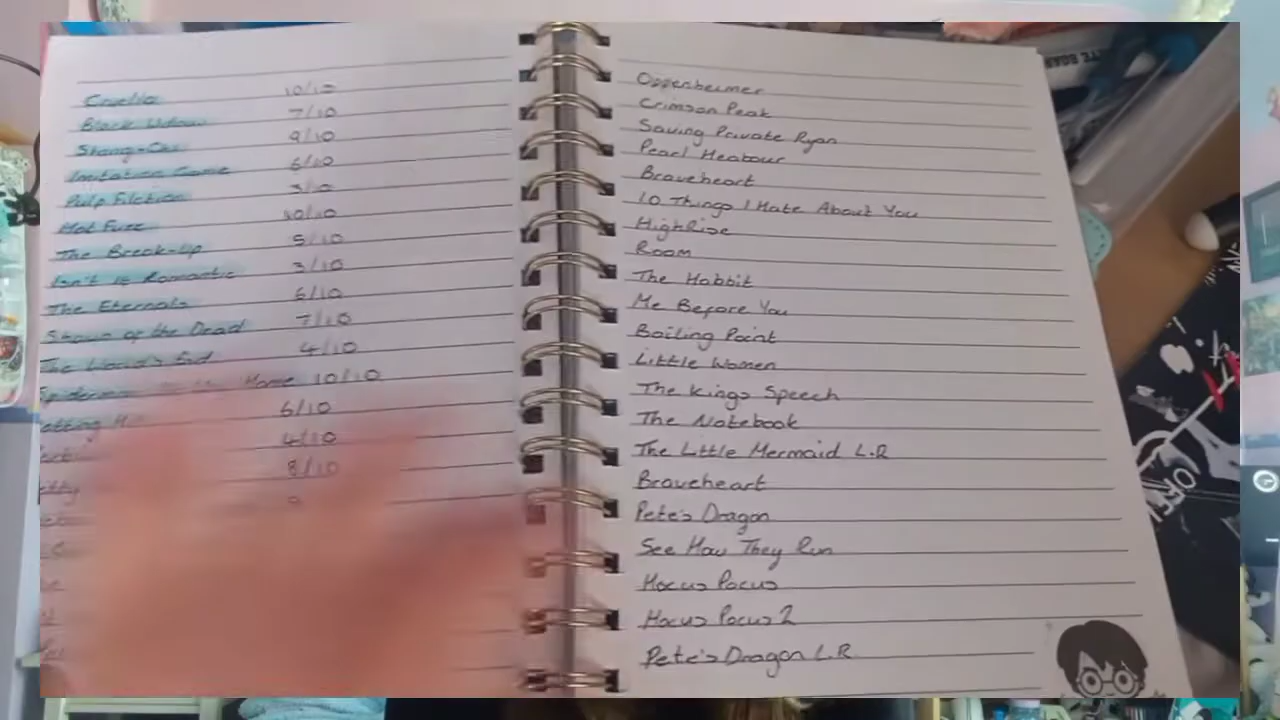 Cruella 10/10
Black Widow 7/10
Shang-Chi 9/10
Imitation Game 6/10
Pulp Fiction 3/10
Hot Fuzz 10/10
The Break-Up 5/10
Isn't It Romantic 3/10
The Eternals 6/10
Shaun of the Dead 7/10
The World's End 4/10
Home 10/10
6/10
4/10
8/10
9
Oppenheimer
Crimson Peak
Saving Private Ryan
Pearl Heabour
Braveheart
10 Things I Hate About You
HighRise
Room
The Hobbit
Me Before You
Boiling Point
Little Women
The Kings Speech
The Notebook
The Little Mermaid L.R
Braveheart
Pete's Dragon
See How They Run
Hocus Pocus
Hocus Pocus 2
Pete's Dragon L.R